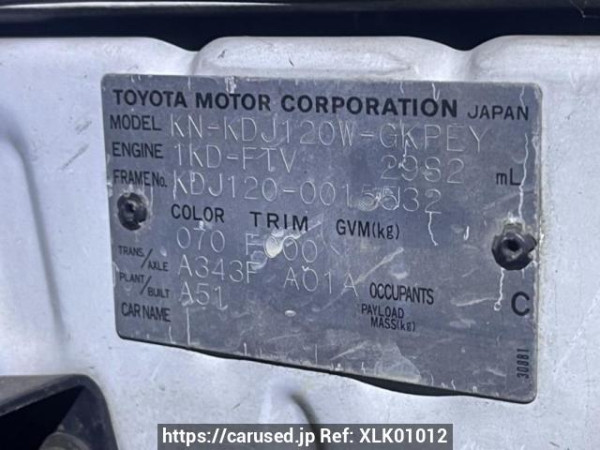 TOYOTA MOTOR CORPORATION JAPAN
MODEL KN-KDJ120W-GKPEY
ENGINE 1KD-FTV 2982 mL
FRAME No.
COLOR TRIM GVM(kg)
070
TRANS/AXLE A343F A01A
PLANT/BUILT A51
OCCUPANTS
PAYLOAD MASS(kg)
C
CAR NAME
30881
https://carused.jp Ref: XLK01012